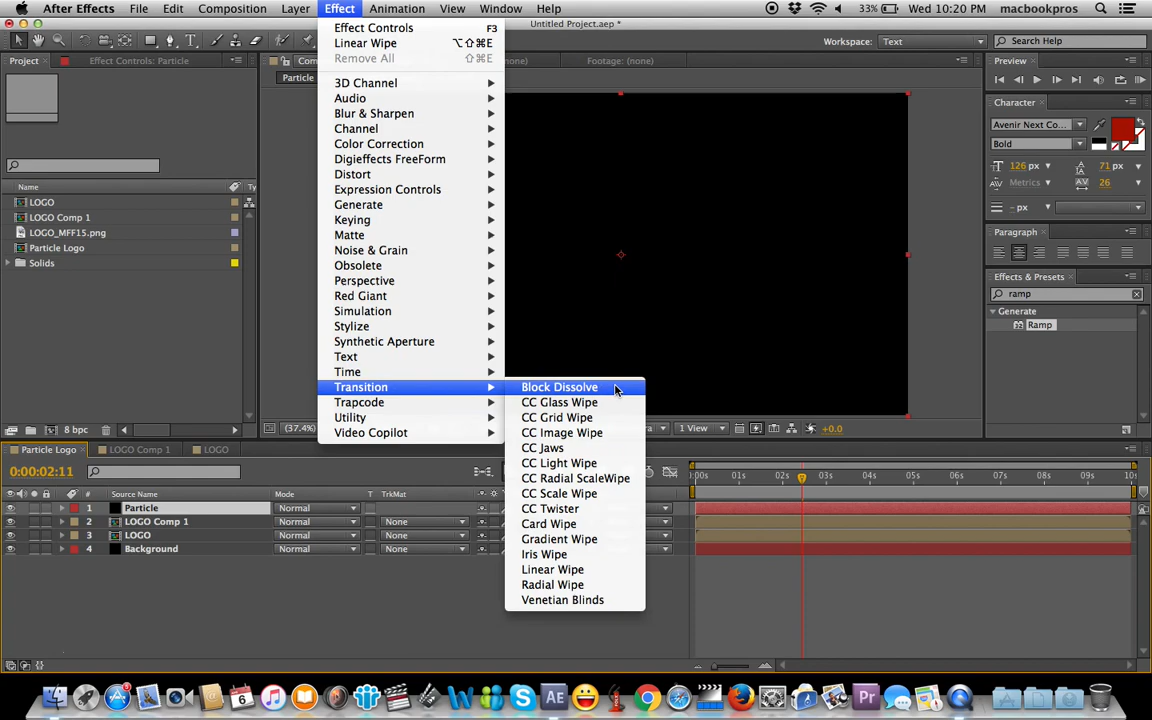 After Effects File Edit Composition Layer Effect Animation View Window Help 33% Wed 10:20 PM macbookpros
Untitled Project.aep *
Workspace: Text Search Help
Project Effect Controls: Particle
Particle
Footage: (none)
Effect Controls F3
Linear Wipe ⌥⇧⌘E
Remove All ⇧⌘E
3D Channel
Audio
Blur & Sharpen
Channel
Color Correction
Digieffects FreeForm
Distort
Expression Controls
Generate
Keying
Matte
Noise & Grain
Obsolete
Perspective
Red Giant
Simulation
Stylize
Synthetic Aperture
Text
Time
Transition
Trapcode
Utility
Video Copilot
Block Dissolve
CC Glass Wipe
CC Grid Wipe
CC Image Wipe
CC Jaws
CC Light Wipe
CC Radial ScaleWipe
CC Scale Wipe
CC Twister
Card Wipe
Gradient Wipe
Iris Wipe
Linear Wipe
Radial Wipe
Venetian Blinds
Name Ty
LOGO
LOGO Comp 1
LOGO_MFF15.png
Particle Logo
Solids
8 bpc
(37.4%) 1 View +0.0
Preview
Character
Avenir Next Co...
Bold
126 px 71 px
Metrics 26
- px
Paragraph
Effects & Presets
ramp
Generate
Ramp
Particle Logo LOGO Comp 1 LOGO
0:00:02:11
# Source Name Mode T TrkMat
1 Particle Normal
2 LOGO Comp 1 Normal None
3 LOGO Normal None
4 Background Normal None
:00s 01s 02s 03s 04s 05s 06s 07s 08s 09s 10s